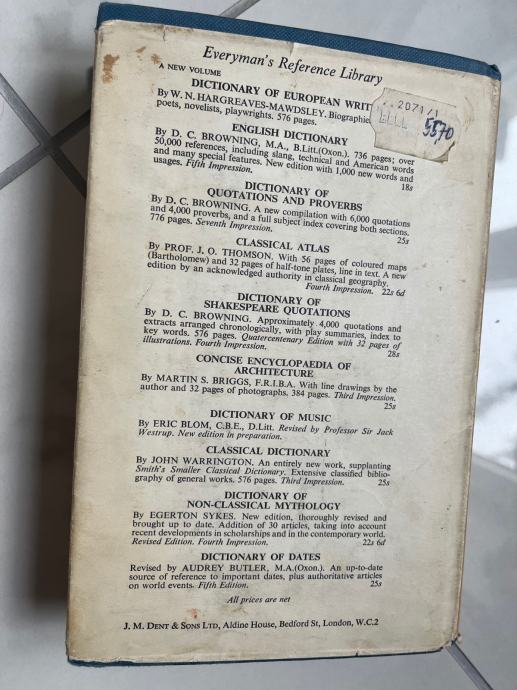 Everyman's Reference Library
A NEW VOLUME
DICTIONARY OF EUROPEAN
By W. N. HARGREAVES-MAWDSLEY.
poets, novelists, playwrights. 576 pages.
2071/1
5570
ENGLISH DICTIONARY
By D. C. BROWNING, M.A., B.Litt.(Oxon.). 736 pages; over
50,000 references, including slang, technical and American words
and many special features. New edition with 1,000 new words and
usages. Fifth Impression. 18s
DICTIONARY OF
QUOTATIONS AND PROVERBS
By D. C. BROWNING. A new compilation with 6,000 quotations
and 4,000 proverbs, and a full subject index covering both sections.
776 pages. Seventh Impression. 25s
CLASSICAL ATLAS
By PROF. J. O. THOMSON. With 56 pages of coloured maps
(Bartholomew) and 32 pages of half-tone plates, line in text. A new
edition by an acknowledged authority in classical geography.
Fourth Impression. 22s 6d
DICTIONARY OF
SHAKESPEARE QUOTATIONS
By D. C. BROWNING. Approximately 4,000 quotations and
extracts arranged chronologically, with play summaries, index to
key words. 576 pages. Quatercentenary Edition with 32 pages of
illustrations. Fourth Impression. 28s
CONCISE ENCYCLOPAEDIA OF
ARCHITECTURE
By MARTIN S. BRIGGS, F.R.I.B.A. With line drawings by the
author and 32 pages of photographs. 384 pages. Third Impression.
25s
DICTIONARY OF MUSIC
By ERIC BLOM, C.B.E., D.Litt. Revised by Professor Sir Jack
Westrup. New edition in preparation.
CLASSICAL DICTIONARY
By JOHN WARRINGTON. An entirely new work, supplanting
Smith's Smaller Classical Dictionary. Extensive classified biblio-
graphy of general works. 576 pages. Third Impression. 25s
DICTIONARY OF
NON-CLASSICAL MYTHOLOGY
By EGERTON SYKES. New edition, thoroughly revised and
brought up to date. Addition of 30 articles, taking into account
recent developments in scholarships and in the contemporary world.
Revised Edition. Fourth Impression. 22s 6d
DICTIONARY OF DATES
Revised by AUDREY BUTLER, M.A.(Oxon.). An up-to-date
source of reference to important dates, plus authoritative articles
on world events. Fifth Edition. 25s
All prices are net
J. M. DENT & SONS LTD, Aldine House, Bedford St, London, W.C.2